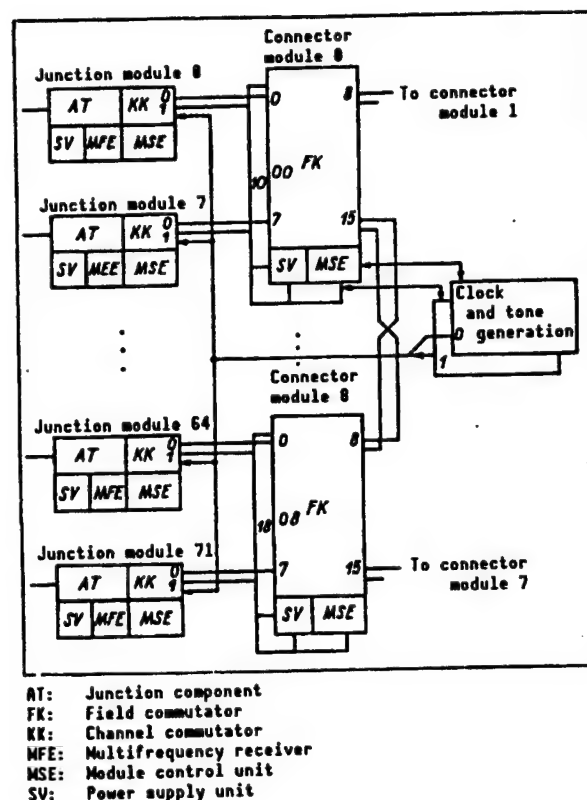 Connector
module 0
Junction module 0
AT KK 0
1
SV MFE MSE
0 8
To connector
module 1
10 00 FK
Junction module 7
AT KK 0
1
SV MEE MSE
7 15
SV MSE
Clock
and tone
0 generation
1
Connector
module 8
Junction module 64
AT KK 0
1
SV MFE MSE
0 8
18 08 FK
Junction module 71
AT KK 0
1
SV MFE MSE
7 15
To connector
module 7
SV MSE
AT: Junction component
FK: Field commutator
KK: Channel commutator
MFE: Multifrequency receiver
MSE: Module control unit
SV: Power supply unit